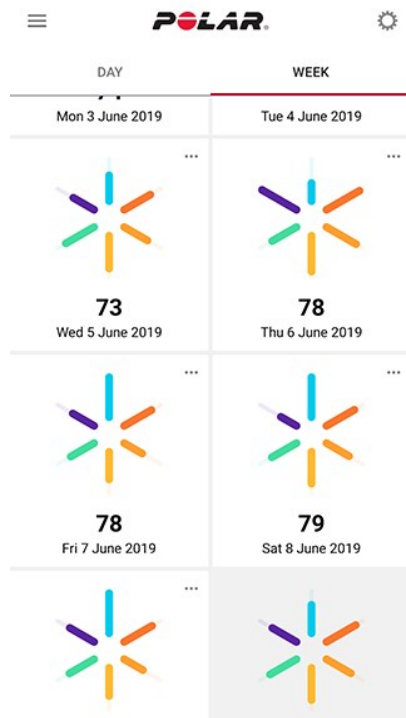 POLAR.
DAY
WEEK
Mon 3 June 2019
Tue 4 June 2019
73
Wed 5 June 2019
78
Thu 6 June 2019
78
Fri 7 June 2019
79
Sat 8 June 2019